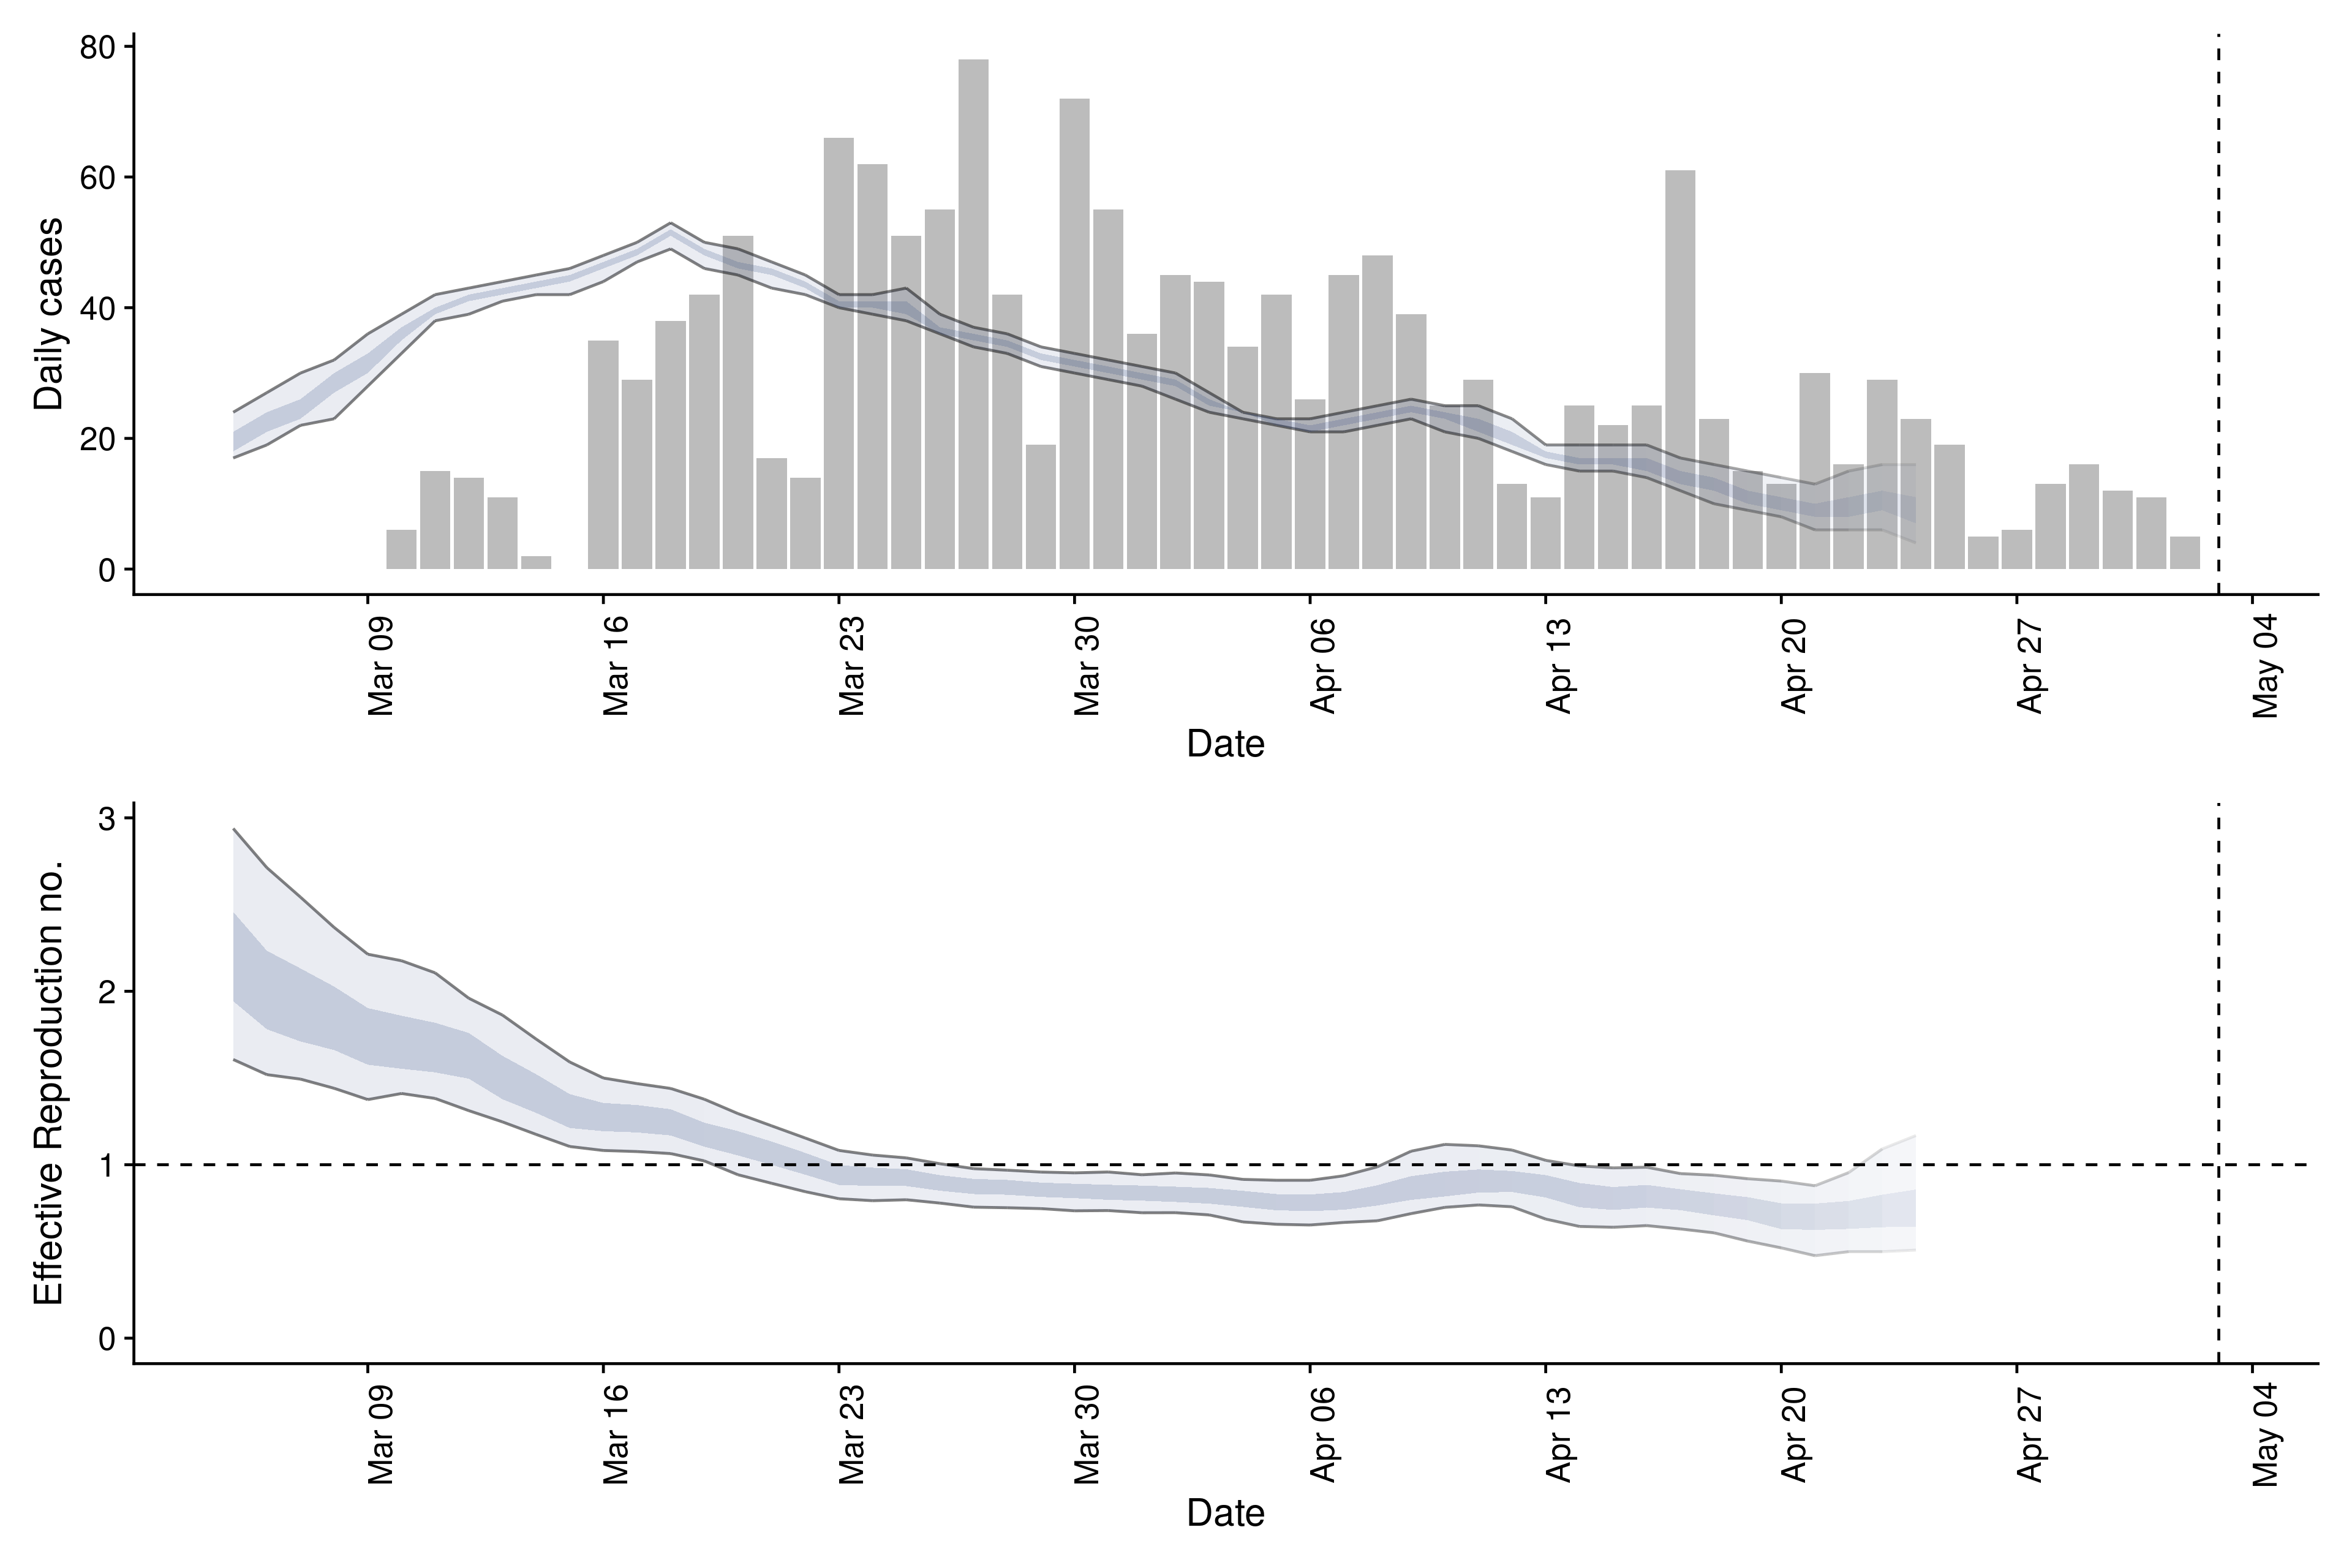 Daily cases
80
60
40
20
0
Mar 09
Mar 16
Mar 23
Mar 30
Apr 06
Apr 13
Apr 20
Apr 27
May 04
Date
Effective Reproduction no.
3
2
1
0
Mar 09
Mar 16
Mar 23
Mar 30
Apr 06
Apr 13
Apr 20
Apr 27
May 04
Date